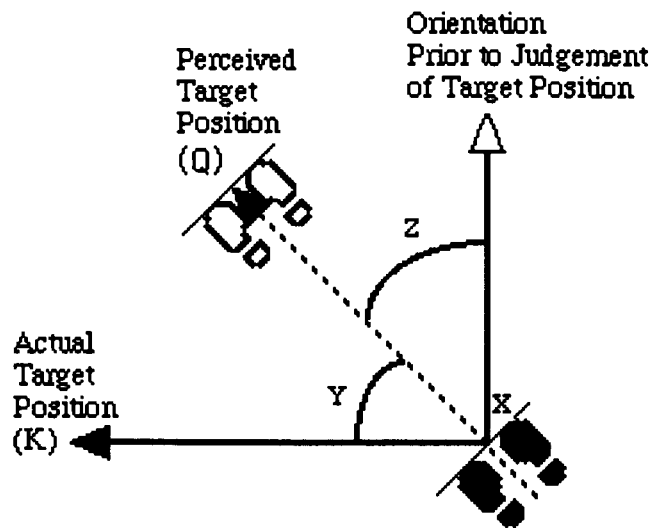 Orientation
Prior to Judgement
of Target Position
Perceived
Target
Position
(Q)
Z
Actual
Target
Position
(K)
Y
X